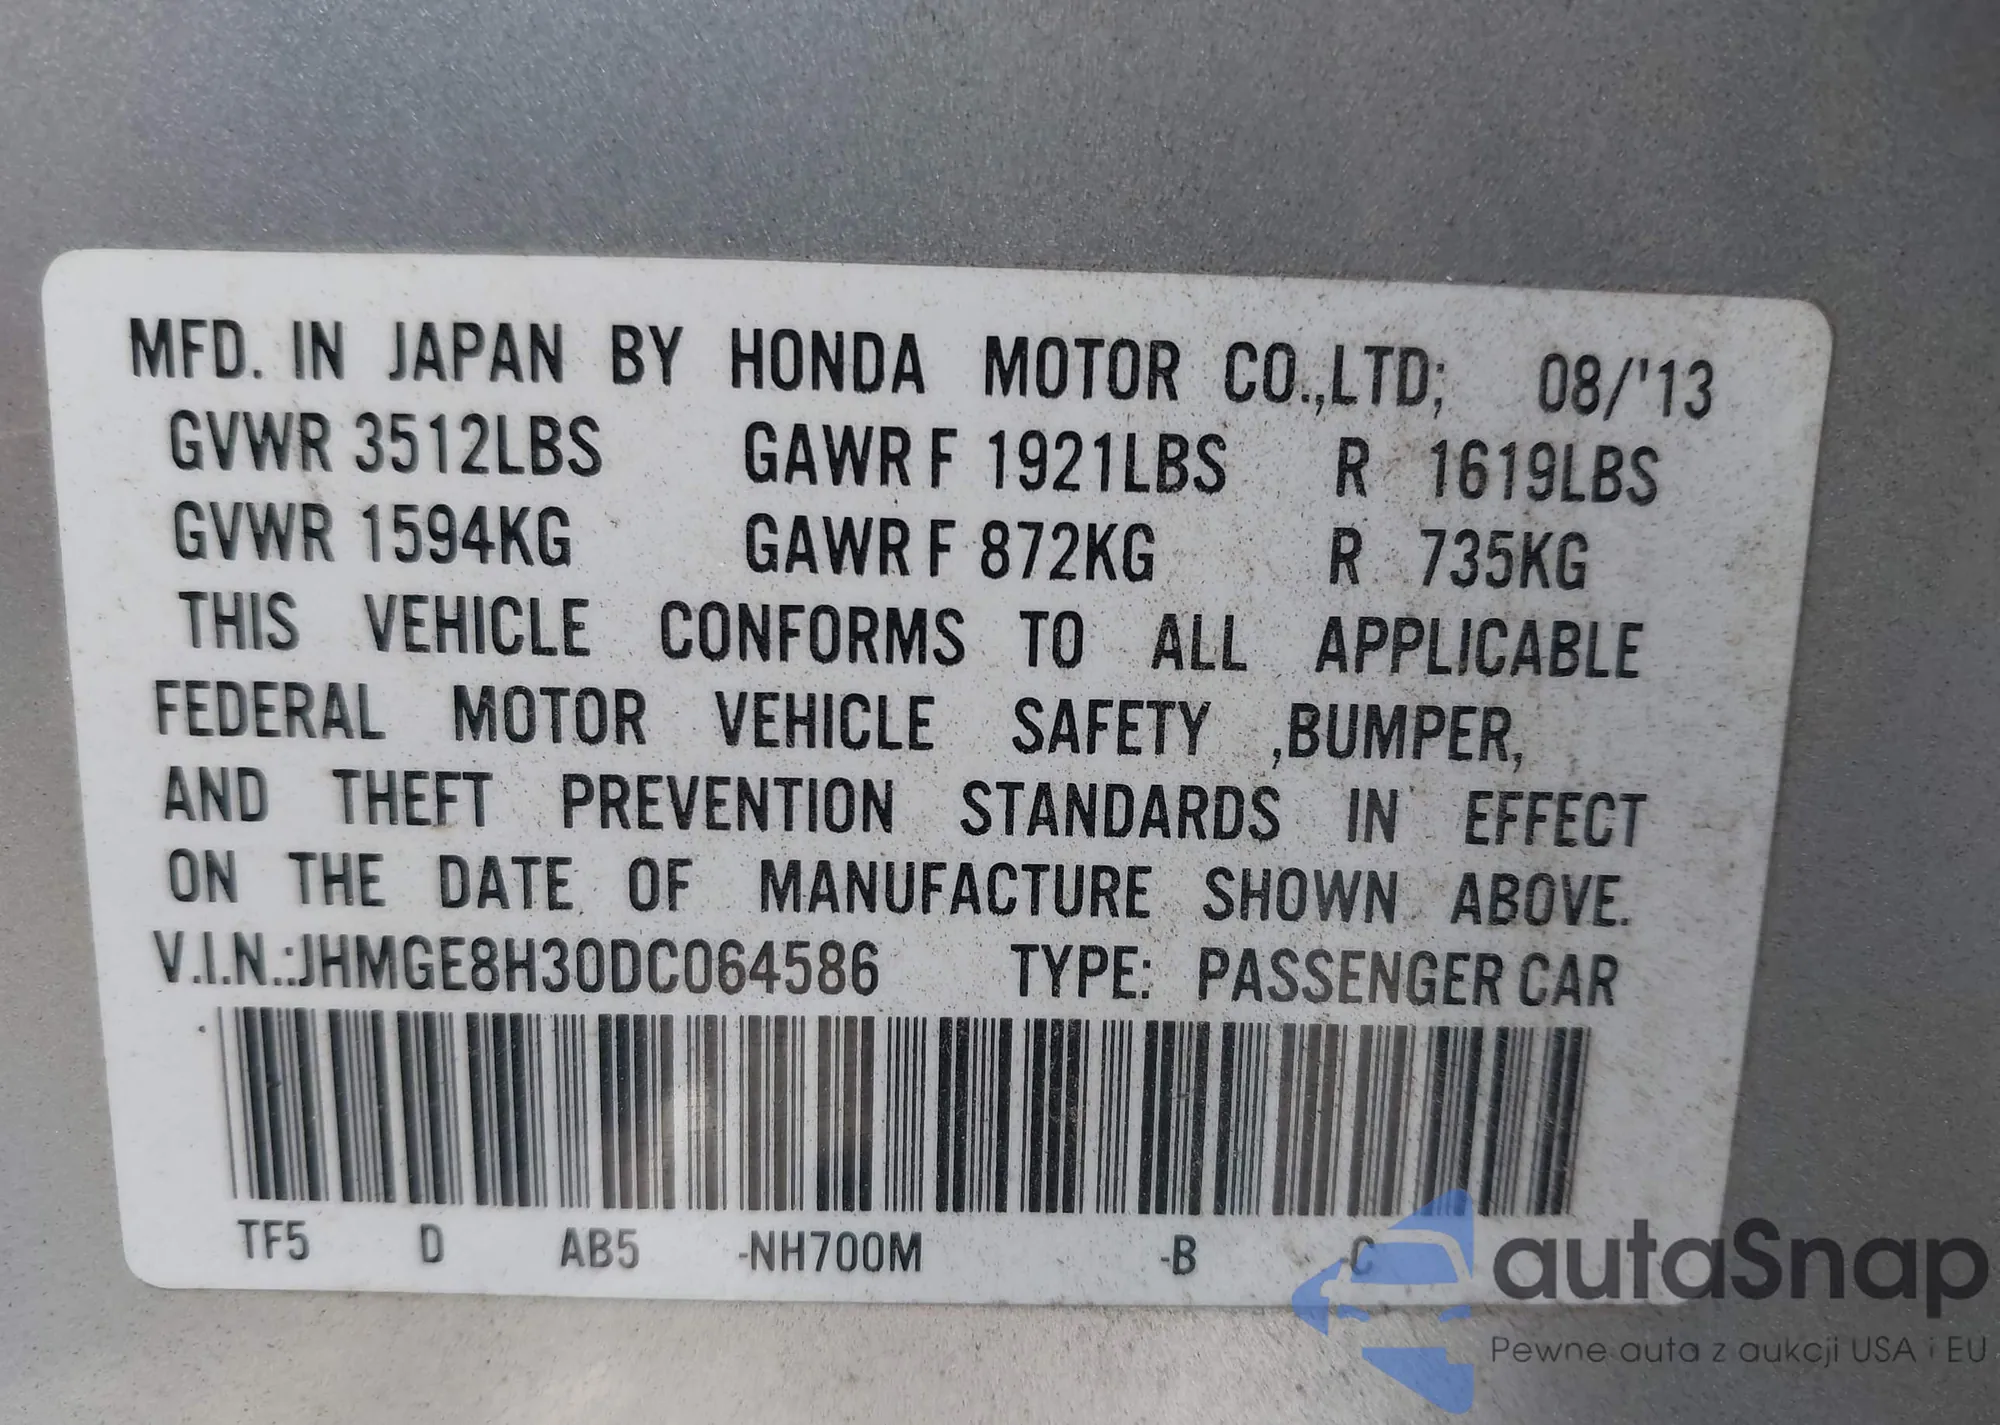 MFD. IN JAPAN BY HONDA MOTOR CO.,LTD; 08/'13
GVWR 3512LBS GAWR F 1921LBS R 1619LBS
GVWR 1594KG GAWR F 872KG R 735KG
THIS VEHICLE CONFORMS TO ALL APPLICABLE
FEDERAL MOTOR VEHICLE SAFETY ,BUMPER,
AND THEFT PREVENTION STANDARDS IN EFFECT
ON THE DATE OF MANUFACTURE SHOWN ABOVE.
V.I.N.:JHMGE8H30DC064586 TYPE: PASSENGER CAR
TF5 D AB5 -NH700M -B -C
autaSnap
Pewne auta z aukcji USA i EU